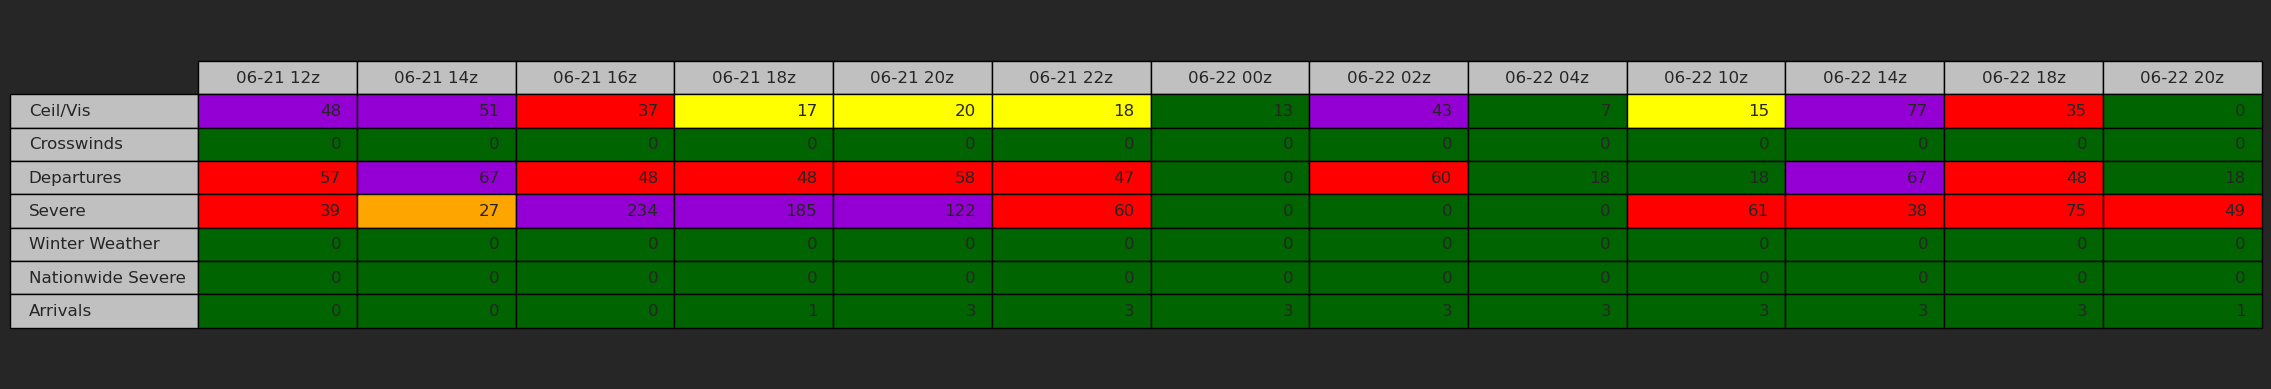 06-21 12z 06-21 14z 06-21 16z 06-21 18z 06-21 20z 06-21 22z 06-22 00z 06-22 02z 06-22 04z 06-22 10z 06-22 14z 06-22 18z 06-22 20z
Ceil/Vis 48 51 37 17 20 18 13 43 7 15 77 35 0
Crosswinds 0 0 0 0 0 0 0 0 0 0 0 0 0
Departures 57 67 48 48 58 47 0 60 18 18 67 48 18
Severe 39 27 234 185 122 60 0 0 0 61 38 75 49
Winter Weather 0 0 0 0 0 0 0 0 0 0 0 0 0
Nationwide Severe 0 0 0 0 0 0 0 0 0 0 0 0 0
Arrivals 0 0 0 1 3 3 3 3 3 3 3 3 1